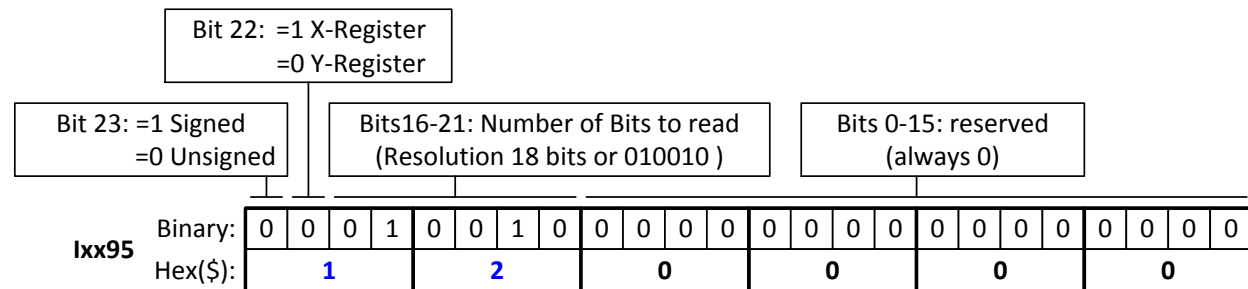 Bit 22: =1 X-Register
=0 Y-Register
Bit 23: =1 Signed
=0 Unsigned
Bits16-21: Number of Bits to read
(Resolution 18 bits or 010010 )
Bits 0-15: reserved
(always 0)
Ixx95
Binary: 0 0 0 1 0 0 1 0 0 0 0 0 0 0 0 0 0 0 0 0 0 0 0 0
Hex($): 1 2 0 0 0 0